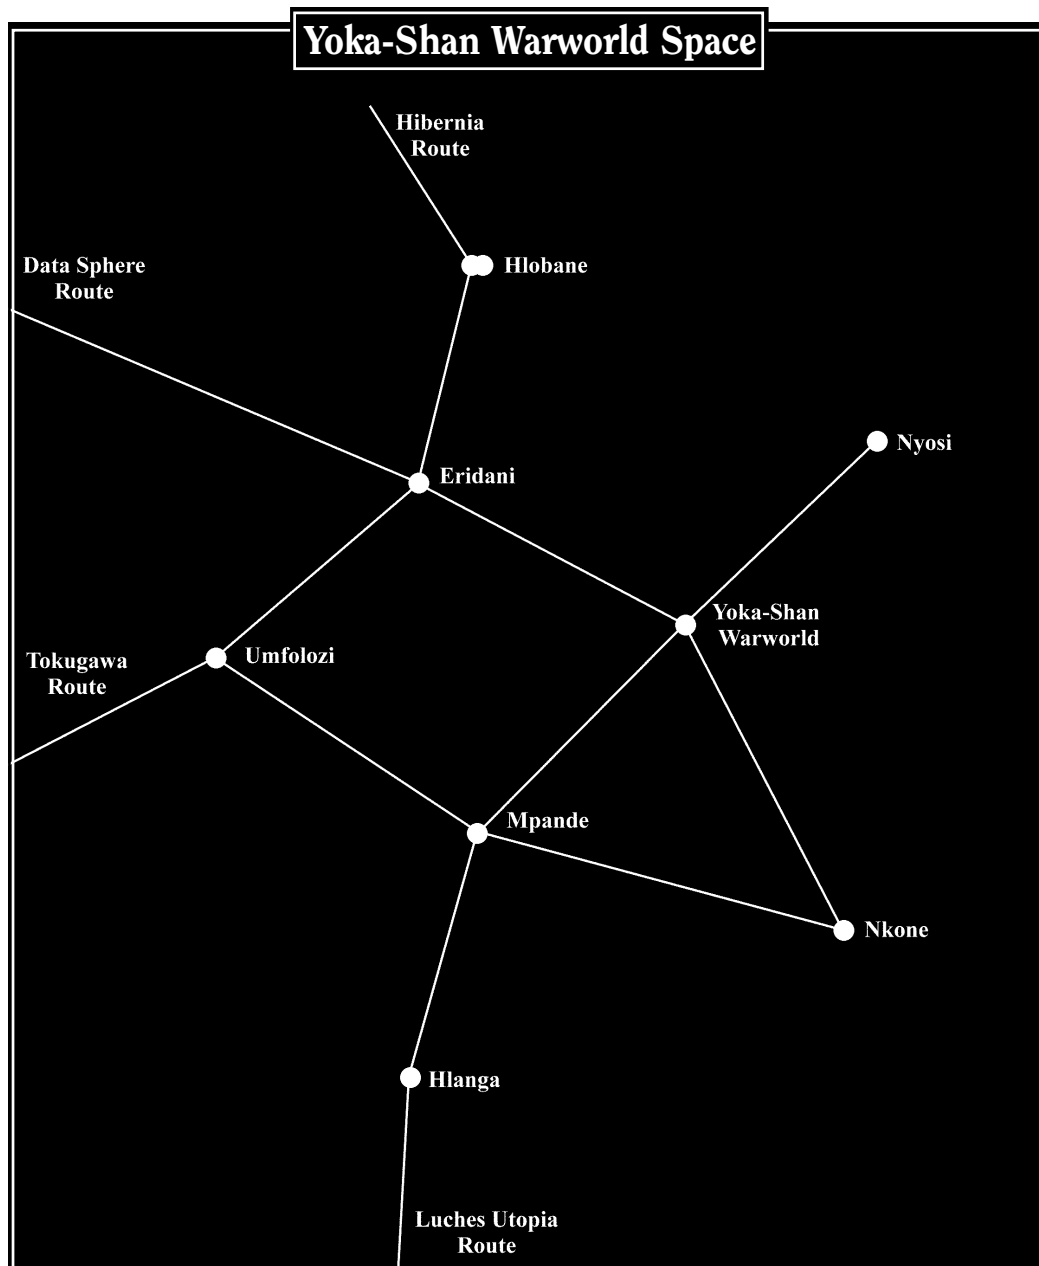 Yoka-Shan Warworld Space
Hibernia
Route
Data Sphere
Route
Hlobane
Nyosi
Eridani
Yoka-Shan
Warworld
Tokugawa
Route
Umfolozi
Mpande
Nkone
Hlanga
Luches Utopia
Route